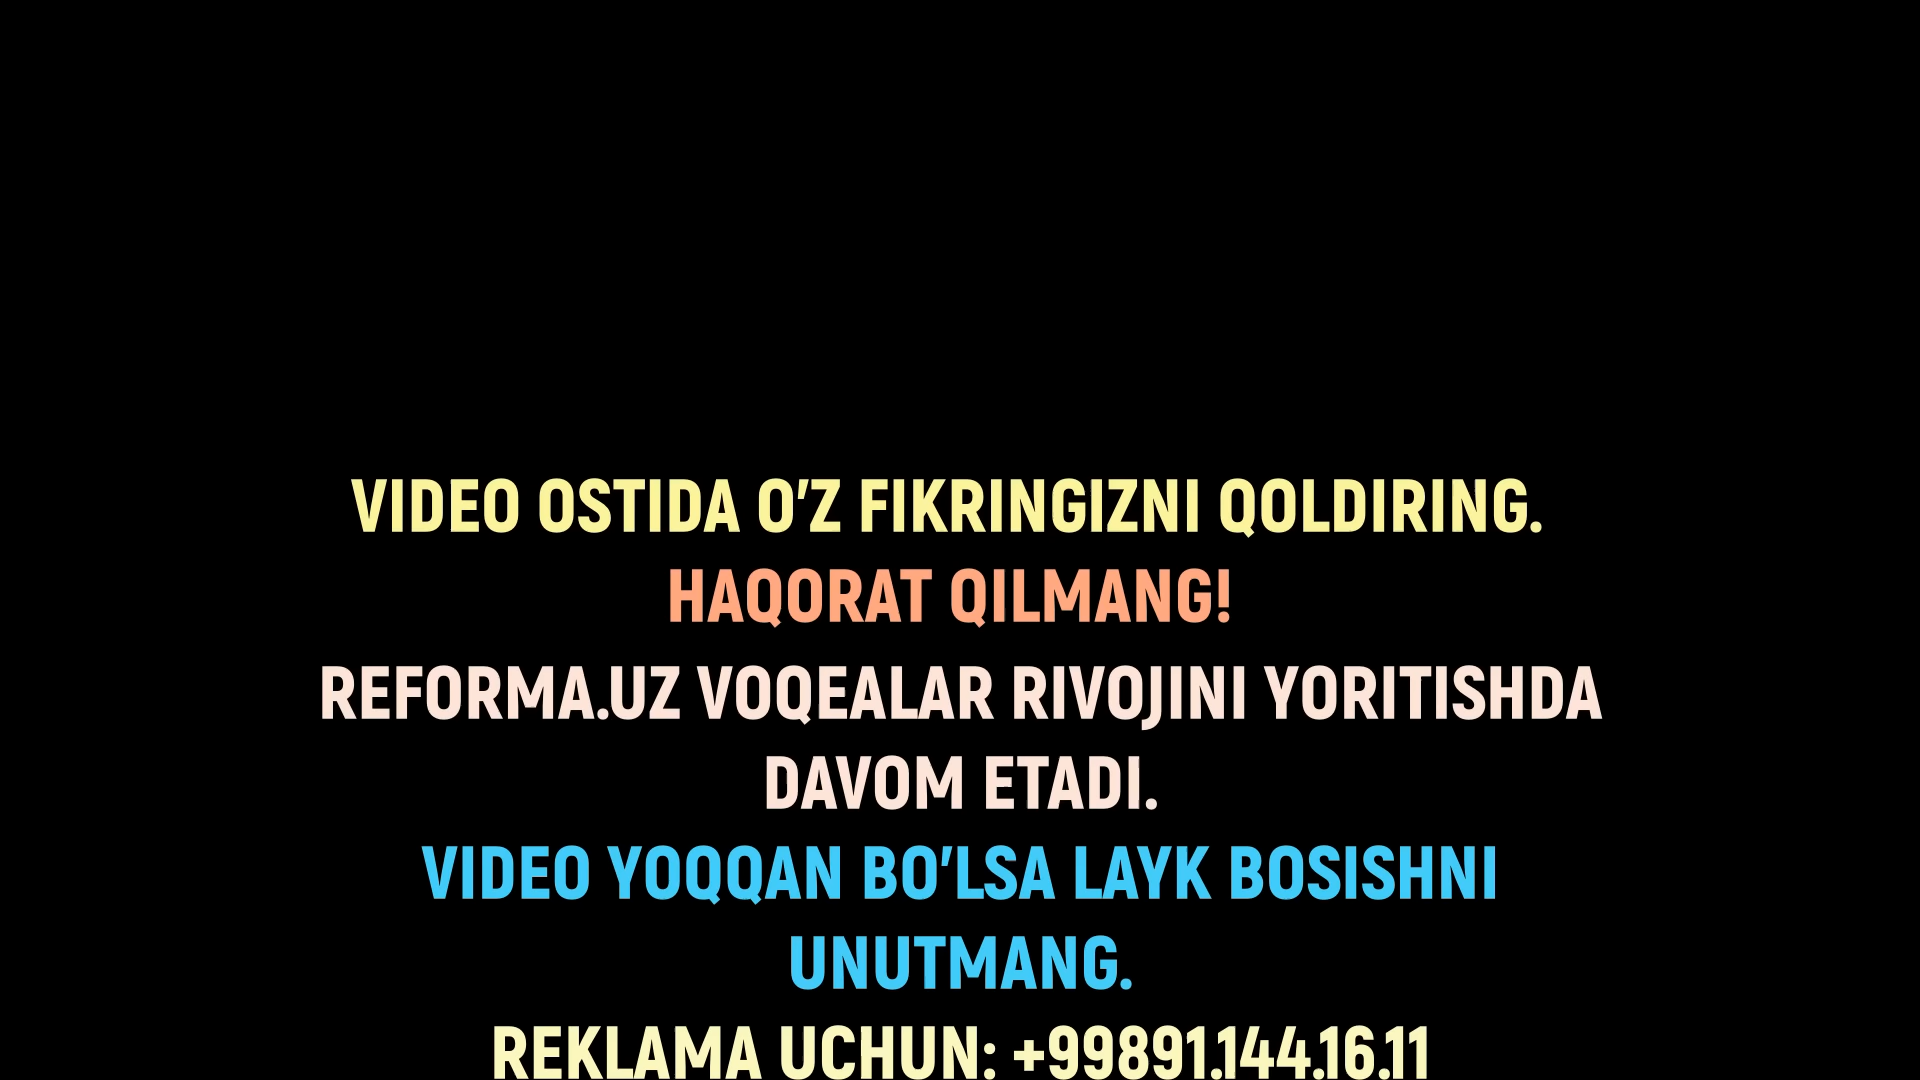 VIDEO OSTIDA O'Z FIKRINGIZNI QOLDIRING.
HAQORAT QILMANG!
REFORMA.UZ VOQEALAR RIVOJINI YORITISHDA
DAVOM ETADI.
VIDEO YOQQAN BO'LSA LAYK BOSISHNI
UNUTMANG.
REKLAMA UCHUN: +99891.144.16.11